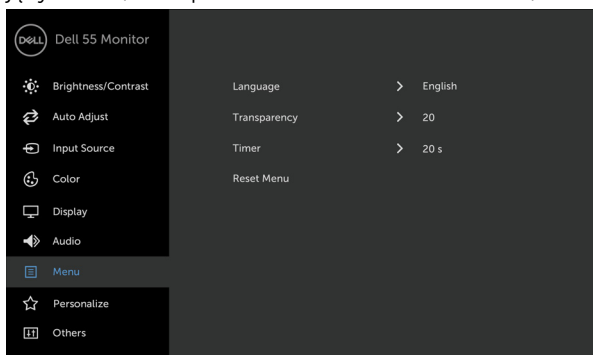 DELL Dell 55 Monitor
Brightness/Contrast
Auto Adjust
Input Source
Color
Display
Audio
Menu
Personalize
Others
Language > English
Transparency > 20
Timer > 20 s
Reset Menu